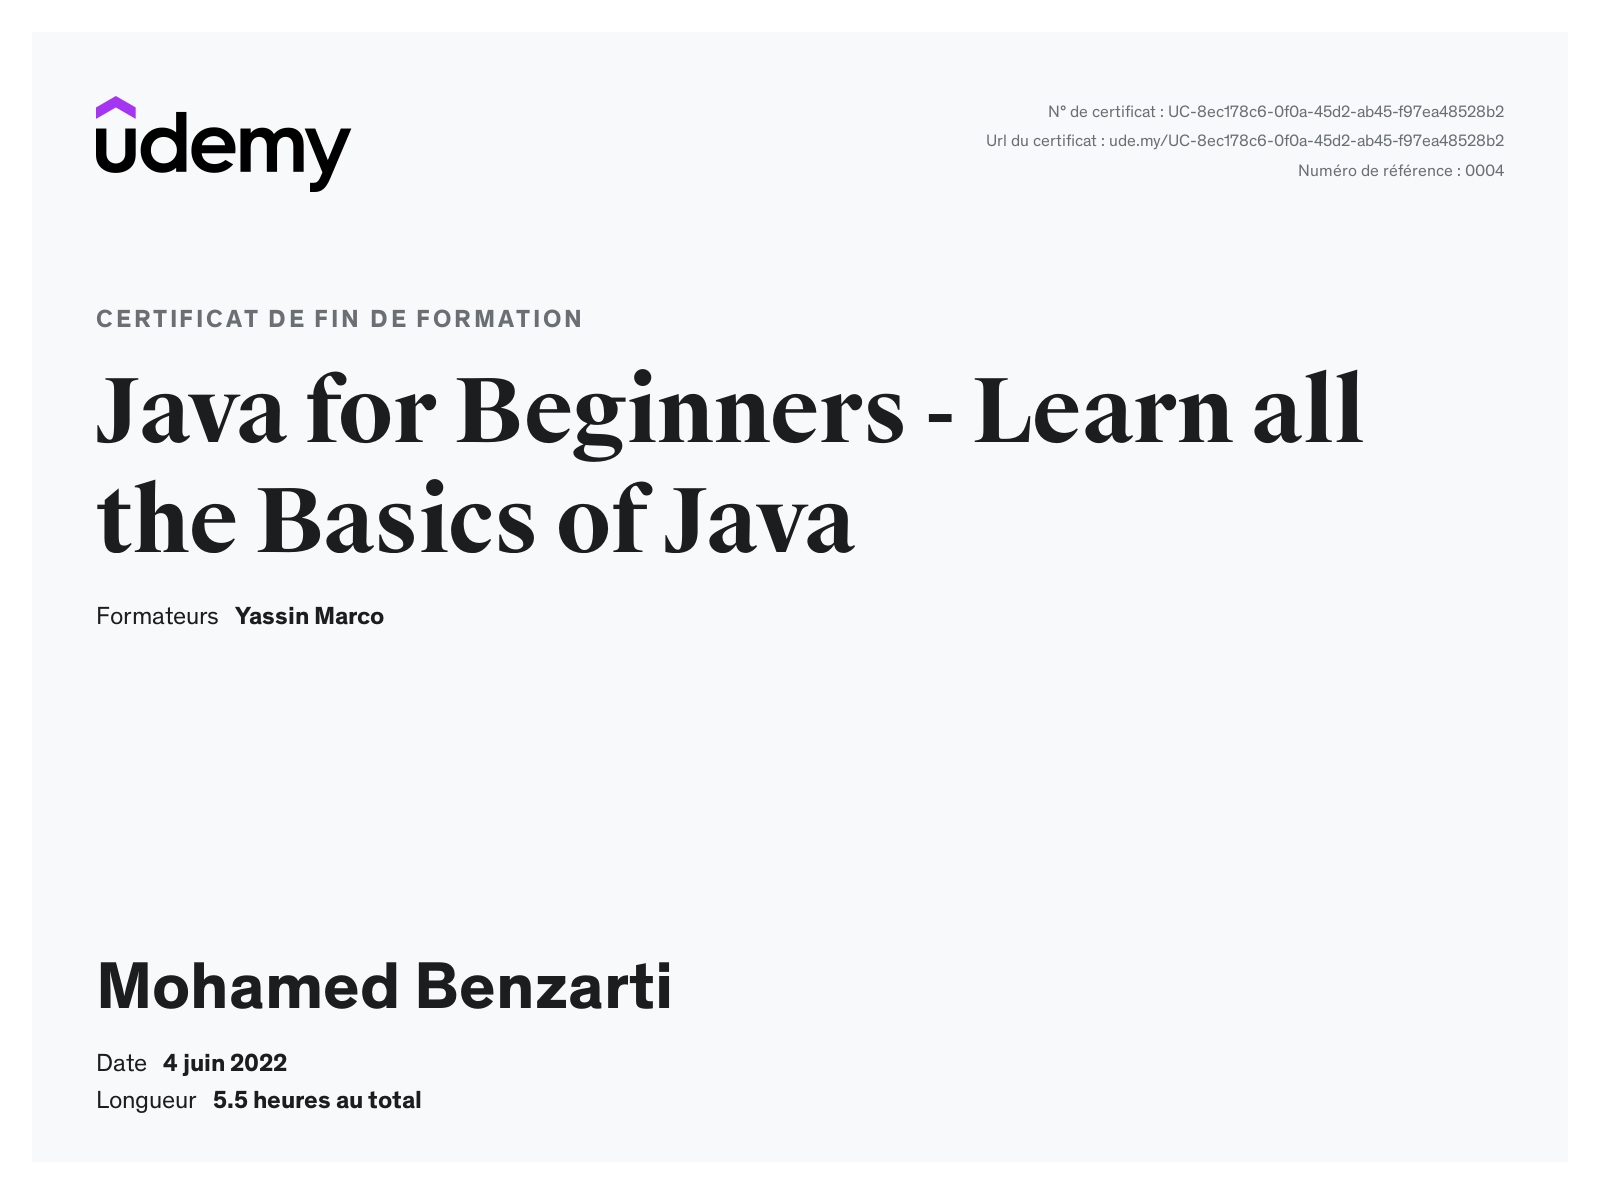 udemy
N° de certificat : UC-8ec178c6-0f0a-45d2-ab45-f97ea48528b2
Url du certificat : ude.my/UC-8ec178c6-0f0a-45d2-ab45-f97ea48528b2
Numéro de référence : 0004
CERTIFICAT DE FIN DE FORMATION
Java for Beginners - Learn all
the Basics of Java
Formateurs Yassin Marco
Mohamed Benzarti
Date 4 juin 2022
Longueur 5.5 heures au total